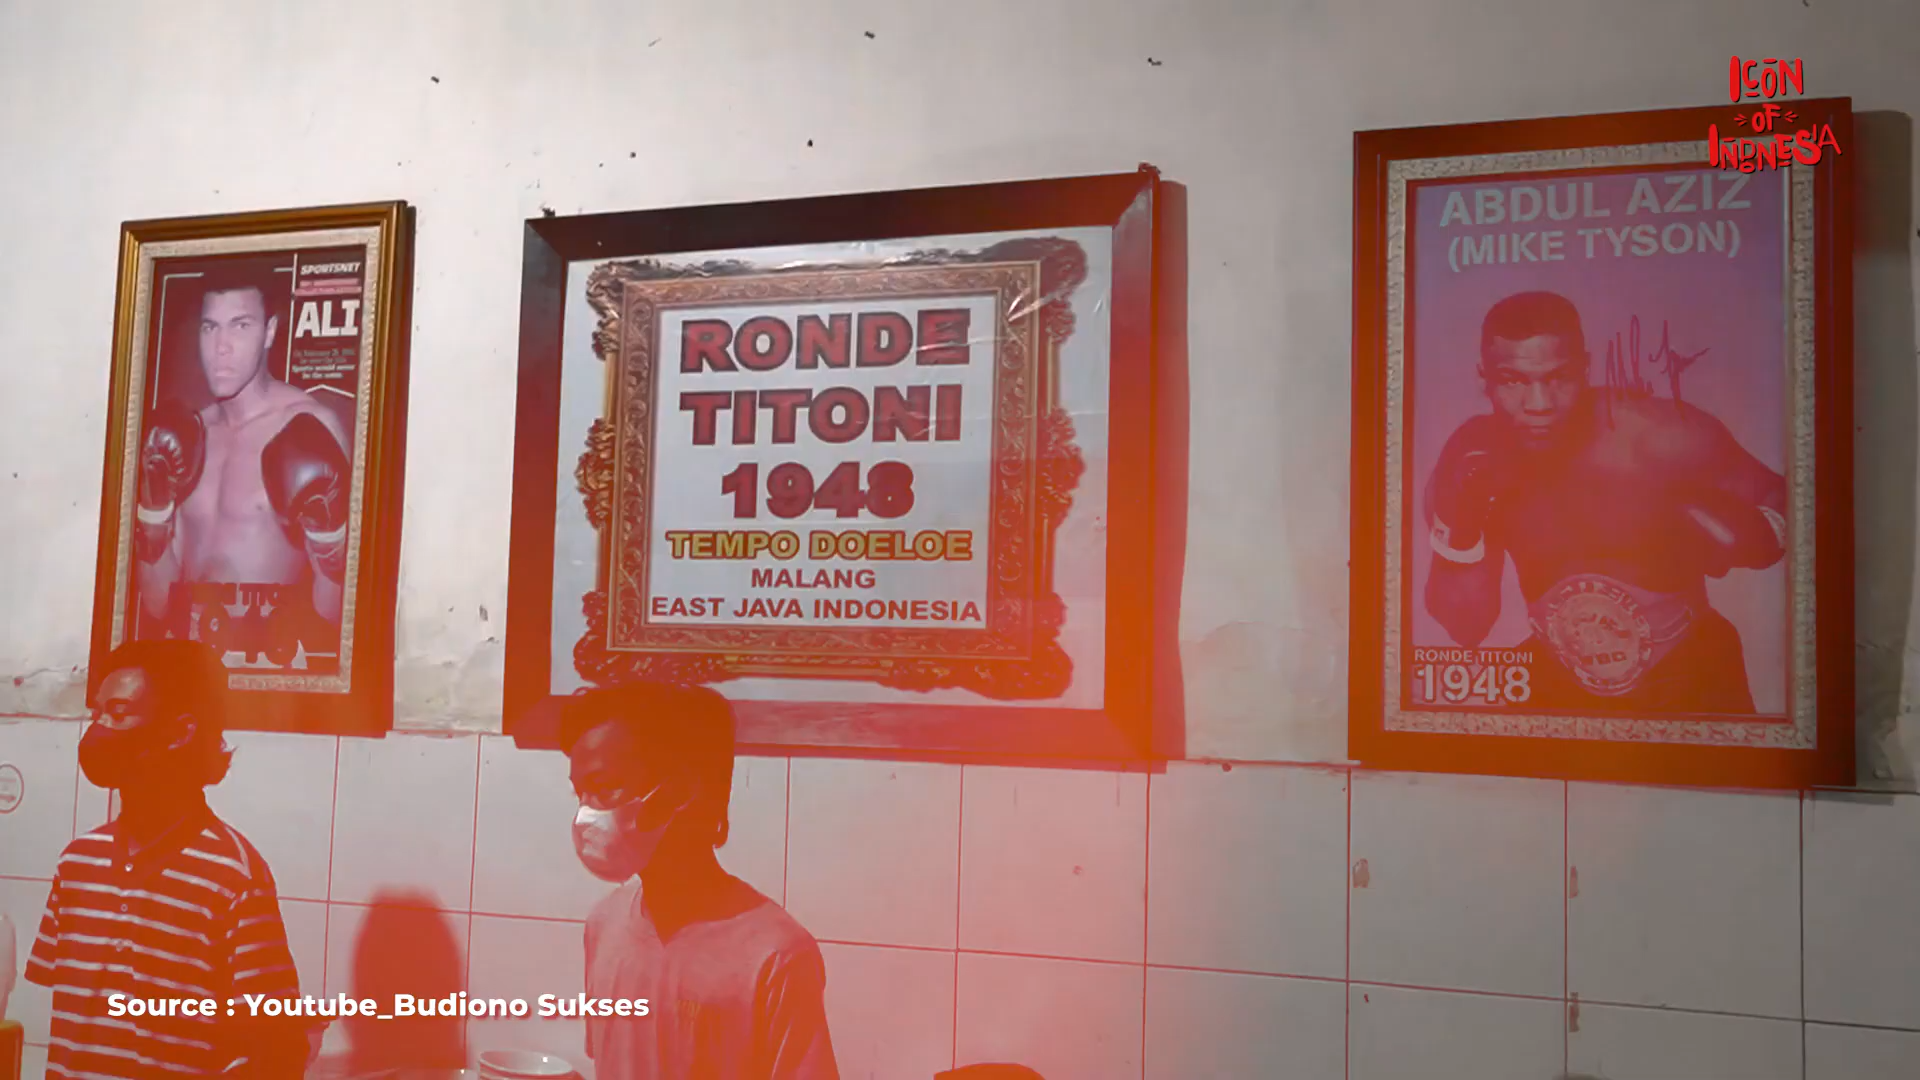 ICON
OF
INDONESIA
SPORTSNET
ALI
RONDE
TITONI
1948
TEMPO DOELOE
MALANG
EAST JAVA INDONESIA
ABDUL AZIZ
(MIKE TYSON)
RONDE TITONI
1948
Source : Youtube_Budiono Sukses